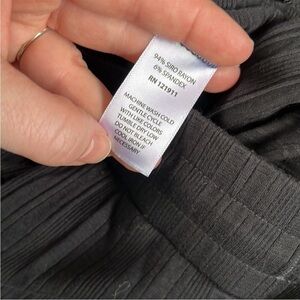 94% SIRO RAYON
6% SPANDEX
RN 121911
MACHINE WASH COLD
GENTLE CYCLE
WITH LIKE COLORS
TUMBLE DRY LOW
DO NOT BLEACH
COOL IRON IF
NECESSARY